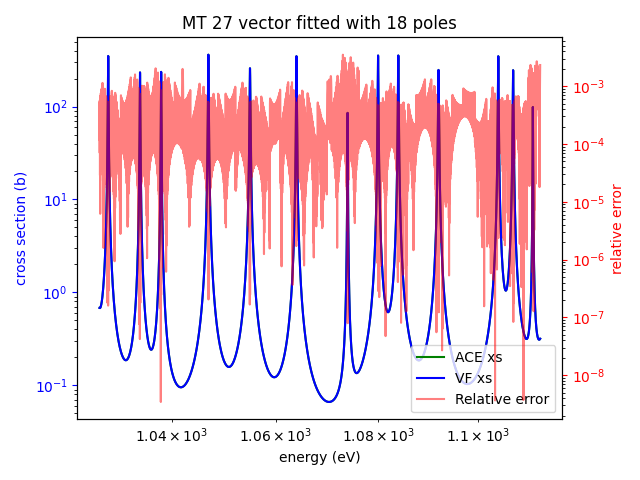 MT 27 vector fitted with 18 poles
cross section (b)
10² 10¹ 10⁰ 10⁻¹
10⁻³ 10⁻⁴ 10⁻⁵ 10⁻⁶ 10⁻⁷ 10⁻⁸
relative error
ACE xs
VF xs
Relative error
1.04 × 10³ 1.06 × 10³ 1.08 × 10³ 1.1 × 10³
energy (eV)